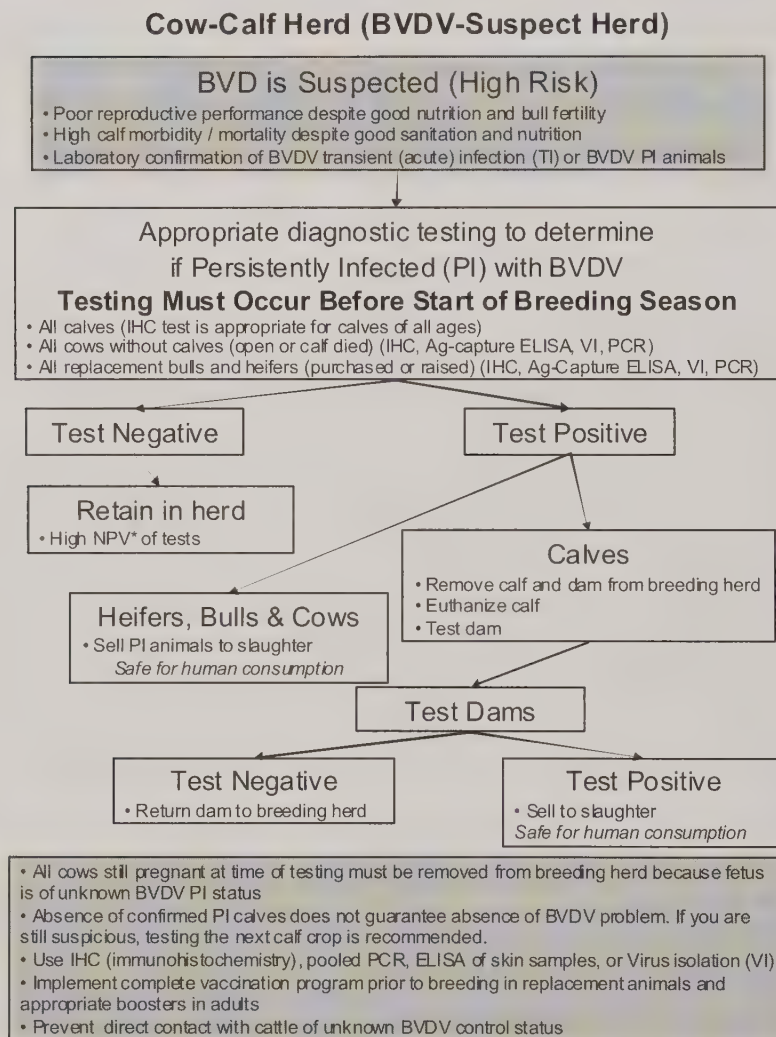 Cow-Calf Herd (BVDV-Suspect Herd)
BVD is Suspected (High Risk)
• Poor reproductive performance despite good nutrition and bull fertility
• High calf morbidity / mortality despite good sanitation and nutrition
• Laboratory confirmation of BVDV transient (acute) infection (TI) or BVDV PI animals
Appropriate diagnostic testing to determine
if Persistently Infected (PI) with BVDV
Testing Must Occur Before Start of Breeding Season
• All calves (IHC test is appropriate for calves of all ages)
• All cows without calves (open or calf died) (IHC, Ag-capture ELISA, VI, PCR)
• All replacement bulls and heifers (purchased or raised) (IHC, Ag-Capture ELISA, VI, PCR)
Test Negative
Test Positive
Retain in herd
• High NPV* of tests
Calves
• Remove calf and dam from breeding herd
• Euthanize calf
• Test dam
Heifers, Bulls & Cows
• Sell PI animals to slaughter
Safe for human consumption
Test Dams
Test Negative
• Return dam to breeding herd
Test Positive
• Sell to slaughter
Safe for human consumption
• All cows still pregnant at time of testing must be removed from breeding herd because fetus
is of unknown BVDV PI status
• Absence of confirmed PI calves does not guarantee absence of BVDV problem. If you are
still suspicious, testing the next calf crop is recommended.
• Use IHC (immunohistochemistry), pooled PCR, ELISA of skin samples, or Virus isolation (VI)
• Implement complete vaccination program prior to breeding in replacement animals and
appropriate boosters in adults
• Prevent direct contact with cattle of unknown BVDV control status